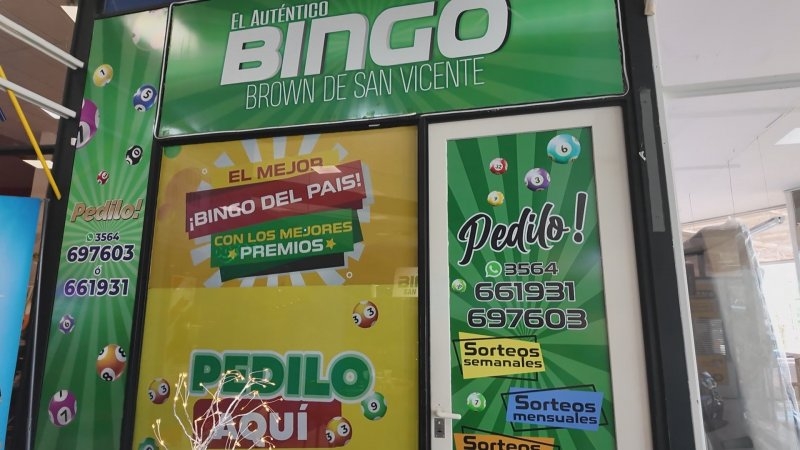 EL AUTÉNTICO
BINGO
BROWN DE SAN VICENTE
Pedilo!
3564
697603
ó
661931
EL MEJOR
¡BINGO DEL PAIS!
CON LOS MEJORES
PREMIOS
PEDILO
AQUÍ
Pedilo!
3564
661931
697603
Sorteos
semanales
Sorteos
mensuales
Sorteos